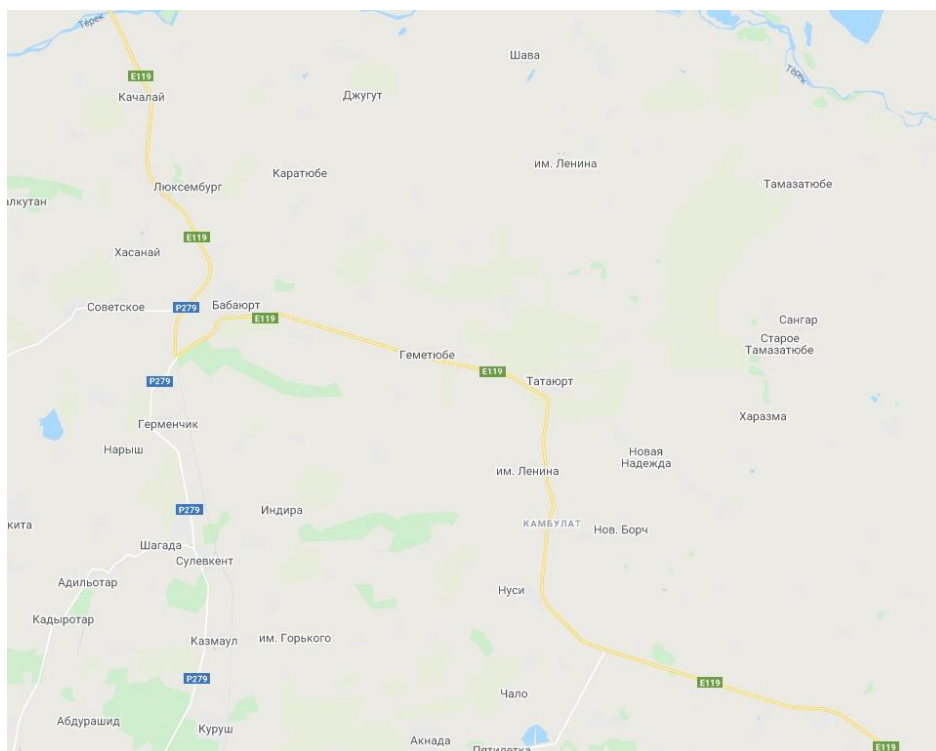 Терек
Шава
Терек
E119
Качалай
Джугут
им. Ленина
Каратюбе
Люксембург
Тамазатюбе
алкутан
E119
Хасанай
Советское
P279
Бабаюрт
E119
Сангар
Старое
Тамазатюбе
Геметюбе
E119
Татаюрт
P279
Харазма
Герменчик
Нарыш
Новая
Надежда
им. Ленина
P279
Индира
кита
КАМБУЛАТ
Нов. Борч
Шагада
Сулевкент
Адильотар
Нуси
Кадыротар
Казмаул
им. Горького
P279
E119
Чало
Абдурашид
Куруш
Акнада
Пятилетка
E119